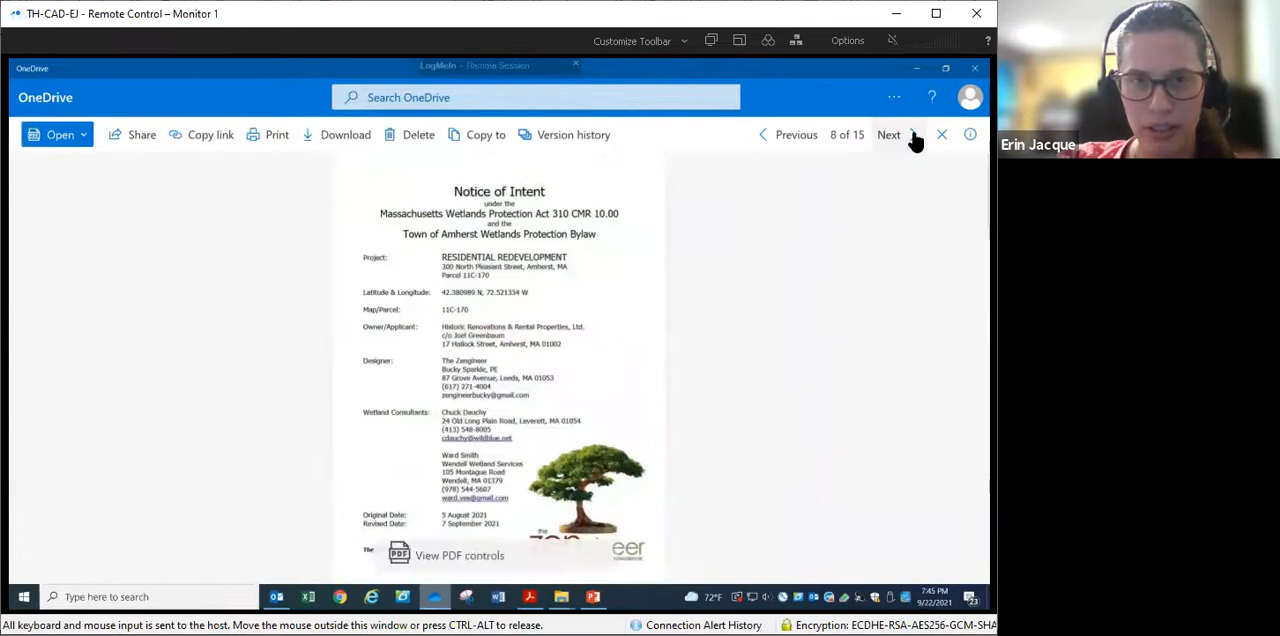 TH-CAD-EJ - Remote Control – Monitor 1
Customize Toolbar
Options
?
OneDrive
LogMeIn - Remote Session
OneDrive
Search OneDrive
Open
Share
Copy link
Print
Download
Delete
Copy to
Version history
Previous
8 of 15
Next
Erin Jacque
Notice of Intent
under the
Massachusetts Wetlands Protection Act 310 CMR 10.00
and the
Town of Amherst Wetlands Protection Bylaw
Project: RESIDENTIAL REDEVELOPMENT
300 North Pleasant Street, Amherst, MA
Parcel 11C-170
Latitude & Longitude: 42.380989 N, 72.521334 W
Map/Parcel: 11C-170
Owner/Applicant: Historic Renovations & Rental Properties, Ltd.
c/o Joel Greenbaum
17 Hallock Street, Amherst, MA 01002
Designer: The Zengineer
Bucky Sparkle, PE
87 Grove Avenue, Leeds, MA 01053
(617) 271-4004
zengineerbucky@gmail.com
Wetland Consultants: Chuck Dauchy
24 Old Long Plain Road, Leverett, MA 01054
(413) 548-8005
cdauchy@wildblue.net
Ward Smith
Wendell Wetland Services
105 Montague Road
Wendell, MA 01379
(978) 544-5607
ward.ves@gmail.com
Original Date: 5 August 2021
Revised Date: 7 September 2021
the
The
PDF View PDF controls
eer
Type here to search
72°F
7:45 PM
9/22/2021
23
All keyboard and mouse input is sent to the host. Move the mouse outside this window or press CTRL-ALT to release.
Connection Alert History
Encryption: ECDHE-RSA-AES256-GCM-SHA